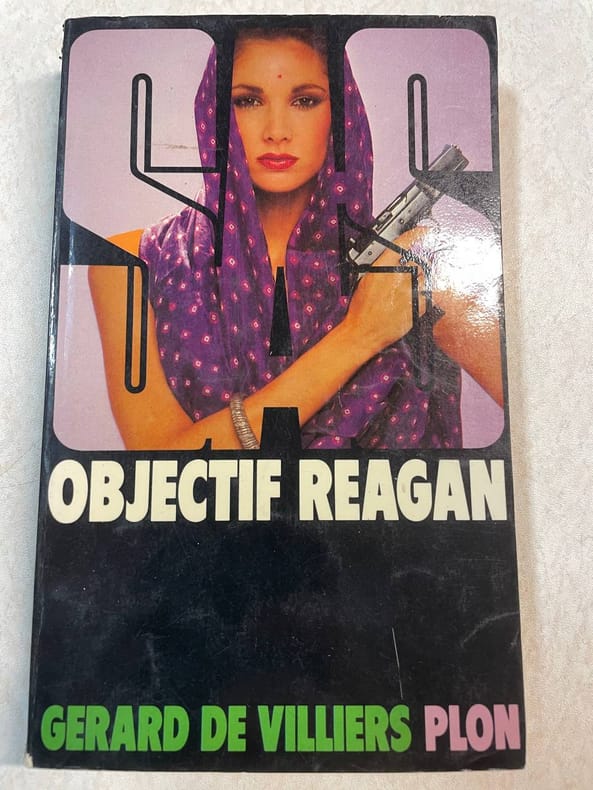 SAS
OBJECTIF REAGAN
GERARD DE VILLIERS PLON